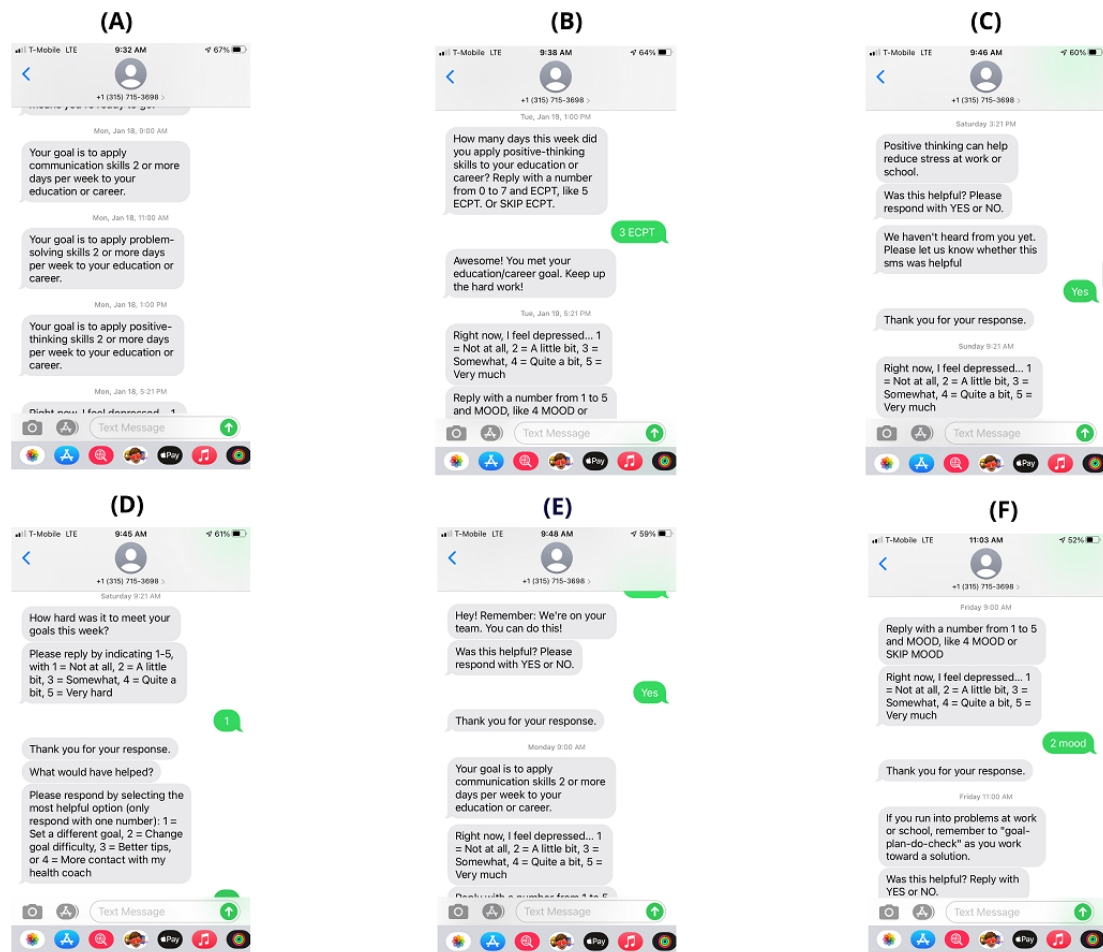 (A)
T-Mobile LTE 9:32 AM 67%
+1 (315) 715-3698 >
means you're ready to go.
Mon, Jan 18, 9:00 AM
Your goal is to apply
communication skills 2 or more
days per week to your
education or career.
Mon, Jan 18, 11:00 AM
Your goal is to apply problem-
solving skills 2 or more days
per week to your education or
career.
Mon, Jan 18, 1:00 PM
Your goal is to apply positive-
thinking skills 2 or more days
per week to your education or
career.
Mon, Jan 18, 5:21 PM
Right now, I feel depressed... 1
Text Message
Pay
(B)
T-Mobile LTE 9:38 AM 64%
+1 (315) 715-3698 >
Tue, Jan 19, 1:00 PM
How many days this week did
you apply positive-thinking
skills to your education or
career? Reply with a number
from 0 to 7 and ECPT, like 5
ECPT. Or SKIP ECPT.
3 ECPT
Awesome! You met your
education/career goal. Keep up
the hard work!
Tue, Jan 19, 5:21 PM
Right now, I feel depressed... 1
= Not at all, 2 = A little bit, 3 =
Somewhat, 4 = Quite a bit, 5 =
Very much
Reply with a number from 1 to 5
and MOOD, like 4 MOOD or
Text Message
Pay
(C)
T-Mobile LTE 9:46 AM 60%
+1 (315) 715-3698 >
Saturday 3:21 PM
Positive thinking can help
reduce stress at work or
school.
Was this helpful? Please
respond with YES or NO.
We haven't heard from you yet.
Please let us know whether this
sms was helpful
Yes
Thank you for your response.
Sunday 9:21 AM
Right now, I feel depressed... 1
= Not at all, 2 = A little bit, 3 =
Somewhat, 4 = Quite a bit, 5 =
Very much
Text Message
Pay
(D)
T-Mobile LTE 9:45 AM 61%
+1 (315) 715-3698 >
Saturday 9:21 AM
How hard was it to meet your
goals this week?
Please reply by indicating 1-5,
with 1 = Not at all, 2 = A little
bit, 3 = Somewhat, 4 = Quite a
bit, 5 = Very hard
1
Thank you for your response.
What would have helped?
Please respond by selecting the
most helpful option (only
respond with one number): 1 =
Set a different goal, 2 = Change
goal difficulty, 3 = Better tips,
or 4 = More contact with my
health coach
Text Message
Pay
(E)
T-Mobile LTE 9:48 AM 59%
+1 (315) 715-3698 >
Hey! Remember: We're on your
team. You can do this!
Was this helpful? Please
respond with YES or NO.
Yes
Thank you for your response.
Monday 9:00 AM
Your goal is to apply
communication skills 2 or more
days per week to your
education or career.
Right now, I feel depressed... 1
= Not at all, 2 = A little bit, 3 =
Somewhat, 4 = Quite a bit, 5 =
Very much
Reply with a number from 1 to 5
Text Message
Pay
(F)
T-Mobile LTE 11:03 AM 52%
+1 (315) 715-3698 >
Friday 9:00 AM
Reply with a number from 1 to 5
and MOOD, like 4 MOOD or
SKIP MOOD
Right now, I feel depressed... 1
= Not at all, 2 = A little bit, 3 =
Somewhat, 4 = Quite a bit, 5 =
Very much
2 mood
Thank you for your response.
Friday 11:00 AM
If you run into problems at work
or school, remember to "goal-
plan-do-check" as you work
toward a solution.
Was this helpful? Reply with
YES or NO.
Text Message
Pay